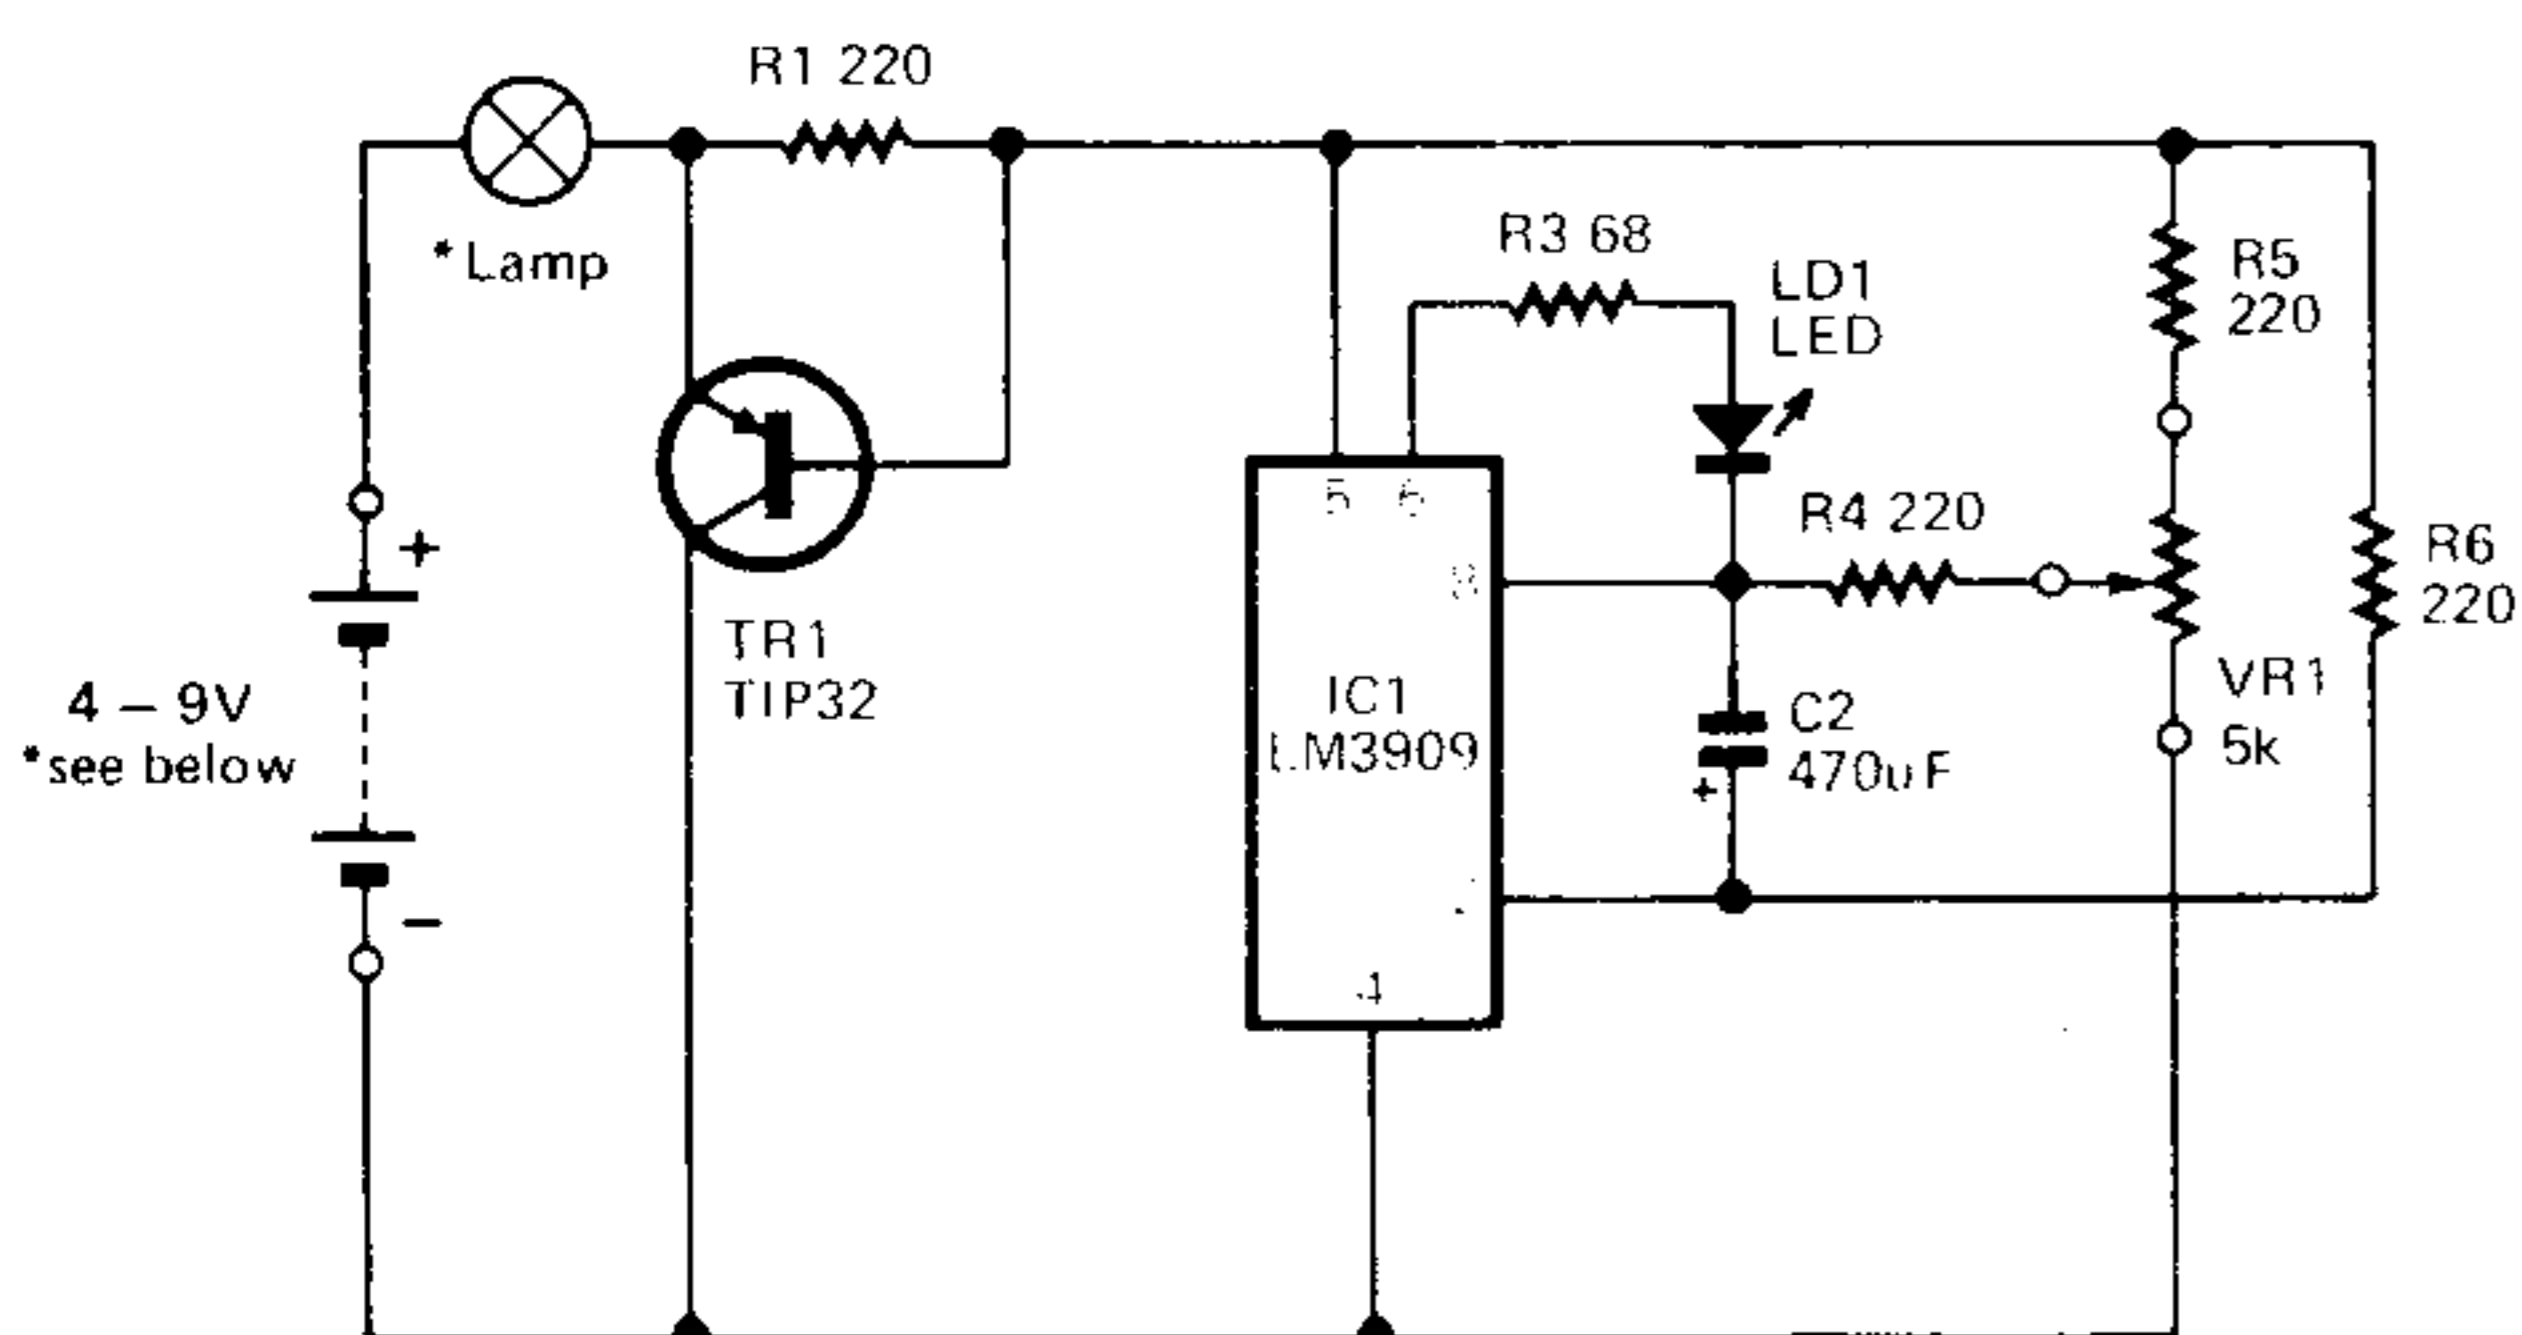 R1 220
* Lamp
R3 68
LD1
LED
R5
220
5 6
R4 220
R6
220
+
8
TR1
TIP32
4 – 9V
*see below
IC1
LM3909
C2
470uF
+
VR1
5k
–
4